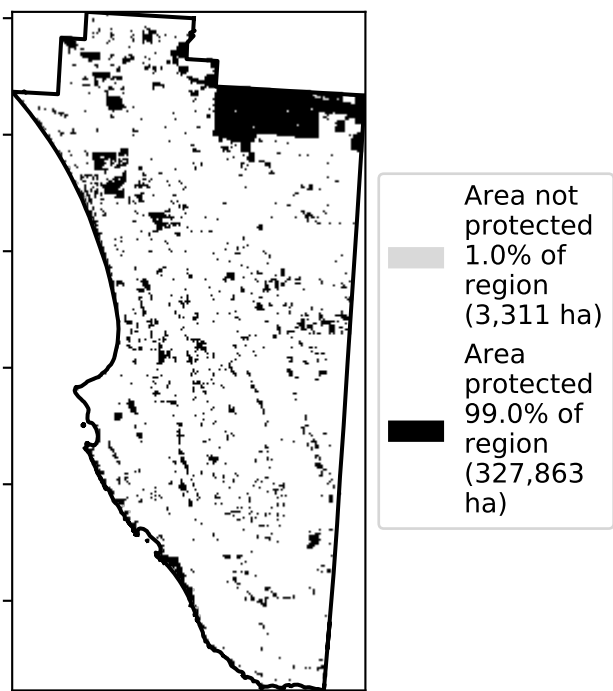 Area not
protected
1.0% of
region
(3,311 ha)
Area
protected
99.0% of
region
(327,863
ha)